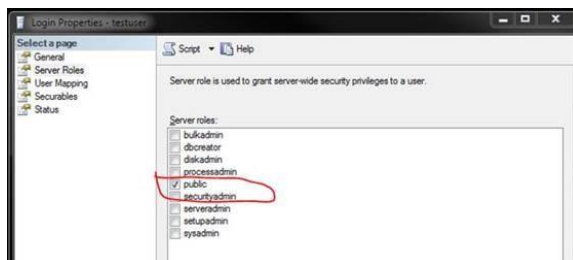 Login Properties - testuser
Select a page
General
Server Roles
User Mapping
Securables
Status
Script
Help
Server role is used to grant server-wide security privileges to a user.
Server roles:
bulkadmin
dbcreator
diskadmin
processadmin
public
securityadmin
serveradmin
setupadmin
sysadmin